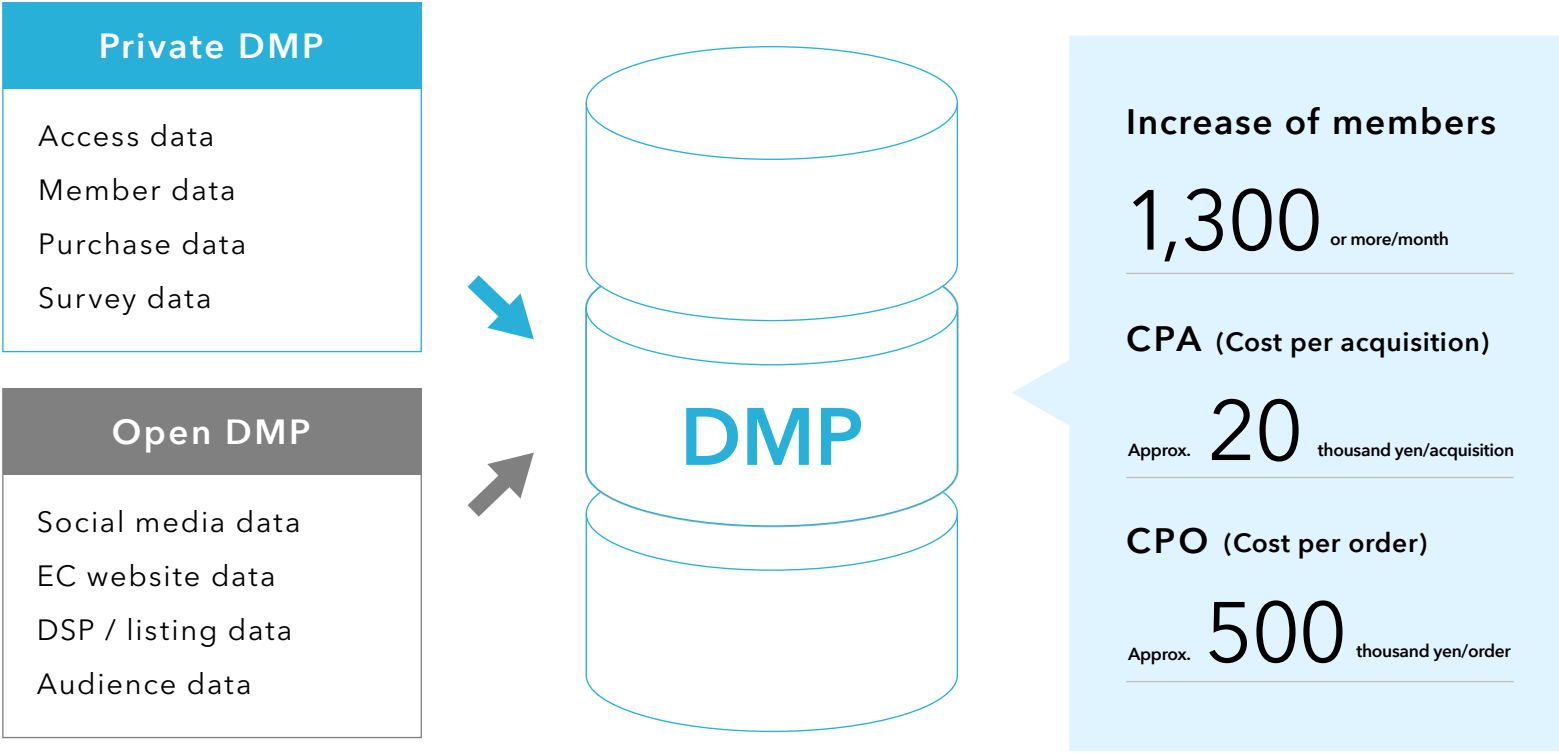 Private DMP
Access data
Member data
Purchase data
Survey data
Open DMP
Social media data
EC website data
DSP / listing data
Audience data
DMP
Increase of members
1,300 or more/month
CPA (Cost per acquisition)
Approx. 20 thousand yen/acquisition
CPO (Cost per order)
Approx. 500 thousand yen/order